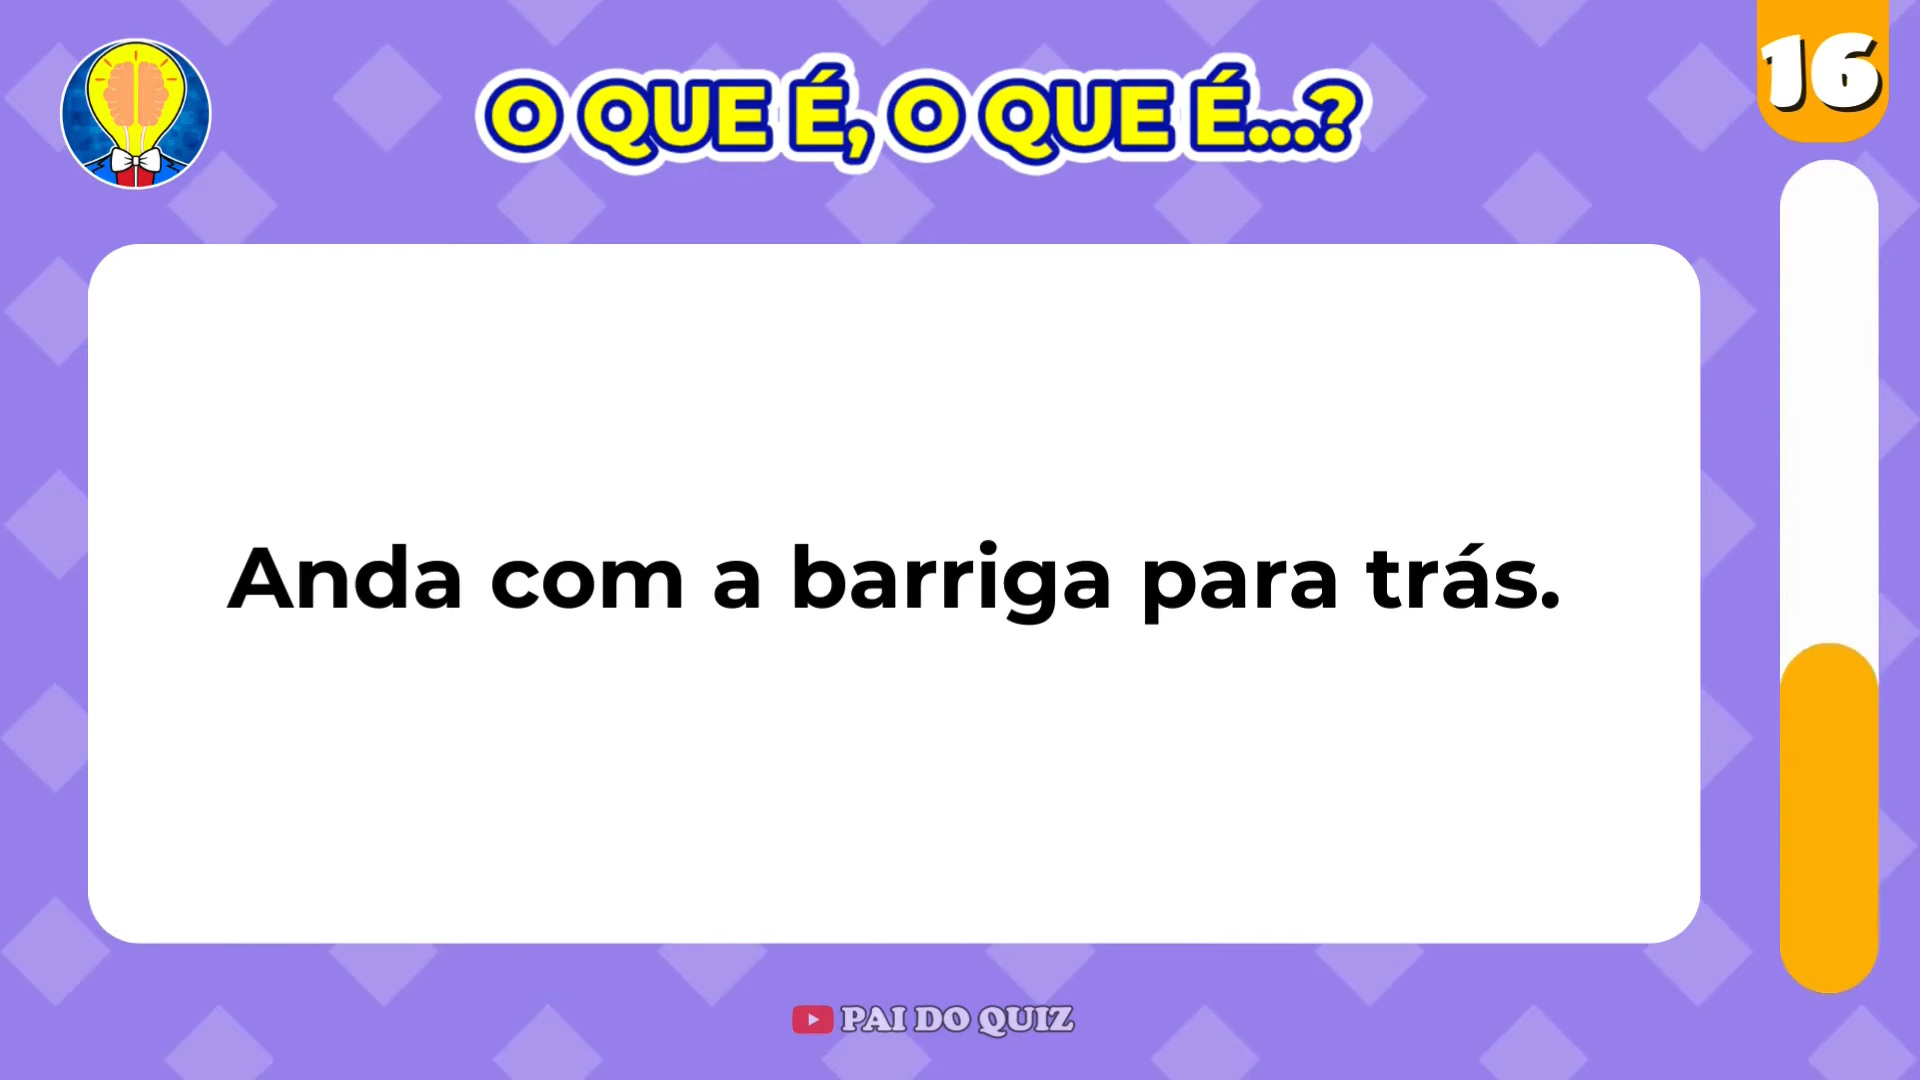 O QUE É, O QUE É...?
16
Anda com a barriga para trás.
PAI DO QUIZ